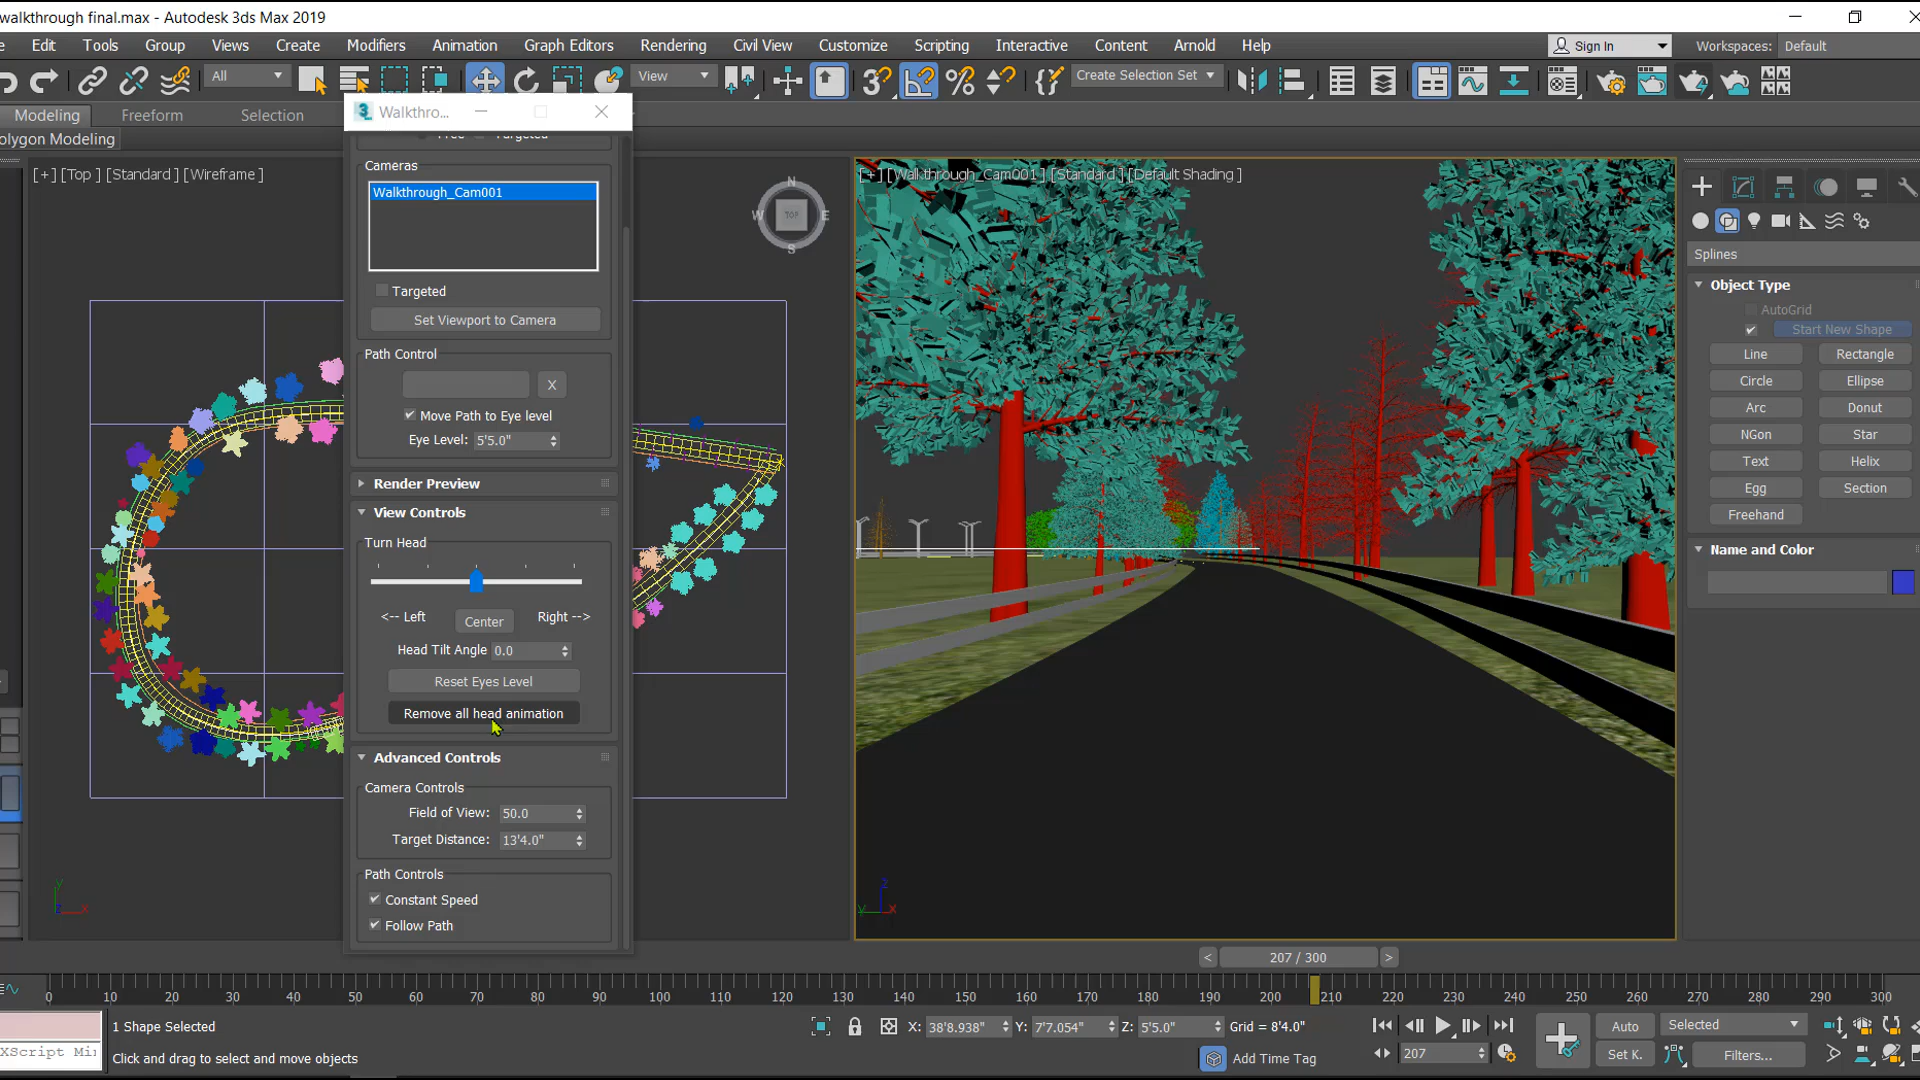 walkthrough final.max - Autodesk 3ds Max 2019
Edit Tools Group Views Create Modifiers Animation Graph Editors Rendering Civil View Customize Scripting Interactive Content Arnold Help
Sign In
Workspaces: Default
All
View
Create Selection Set
Modeling Freeform Selection
olygon Modeling
Walkthro...
Free Targeted
Cameras
Walkthrough_Cam001
Targeted
Set Viewport to Camera
Path Control
X
Move Path to Eye level
Eye Level: 5'5.0"
Render Preview
View Controls
Turn Head
<-- Left Center Right -->
Head Tilt Angle 0.0
Reset Eyes Level
Remove all head animation
Advanced Controls
Camera Controls
Field of View: 50.0
Target Distance: 13'4.0"
Path Controls
Constant Speed
Follow Path
[+] [Top ] [Standard ] [Wireframe ]
N
W TOP E
S
y
z x
[+] [Walkthrough_Cam001 ] [Standard ] [Default Shading ]
z
y x
Splines
Object Type
AutoGrid
Start New Shape
Line Rectangle
Circle Ellipse
Arc Donut
NGon Star
Text Helix
Egg Section
Freehand
Name and Color
< 207 / 300 >
0 10 20 30 40 50 60 70 80 90 100 110 120 130 140 150 160 170 180 190 200 210 220 230 240 250 260 270 280 290 300
1 Shape Selected
X: 38'8.938" Y: 7'7.054" Z: 5'5.0" Grid = 8'4.0"
Auto Selected
XScript Mi
Click and drag to select and move objects
Add Time Tag
207
Set K. Filters...